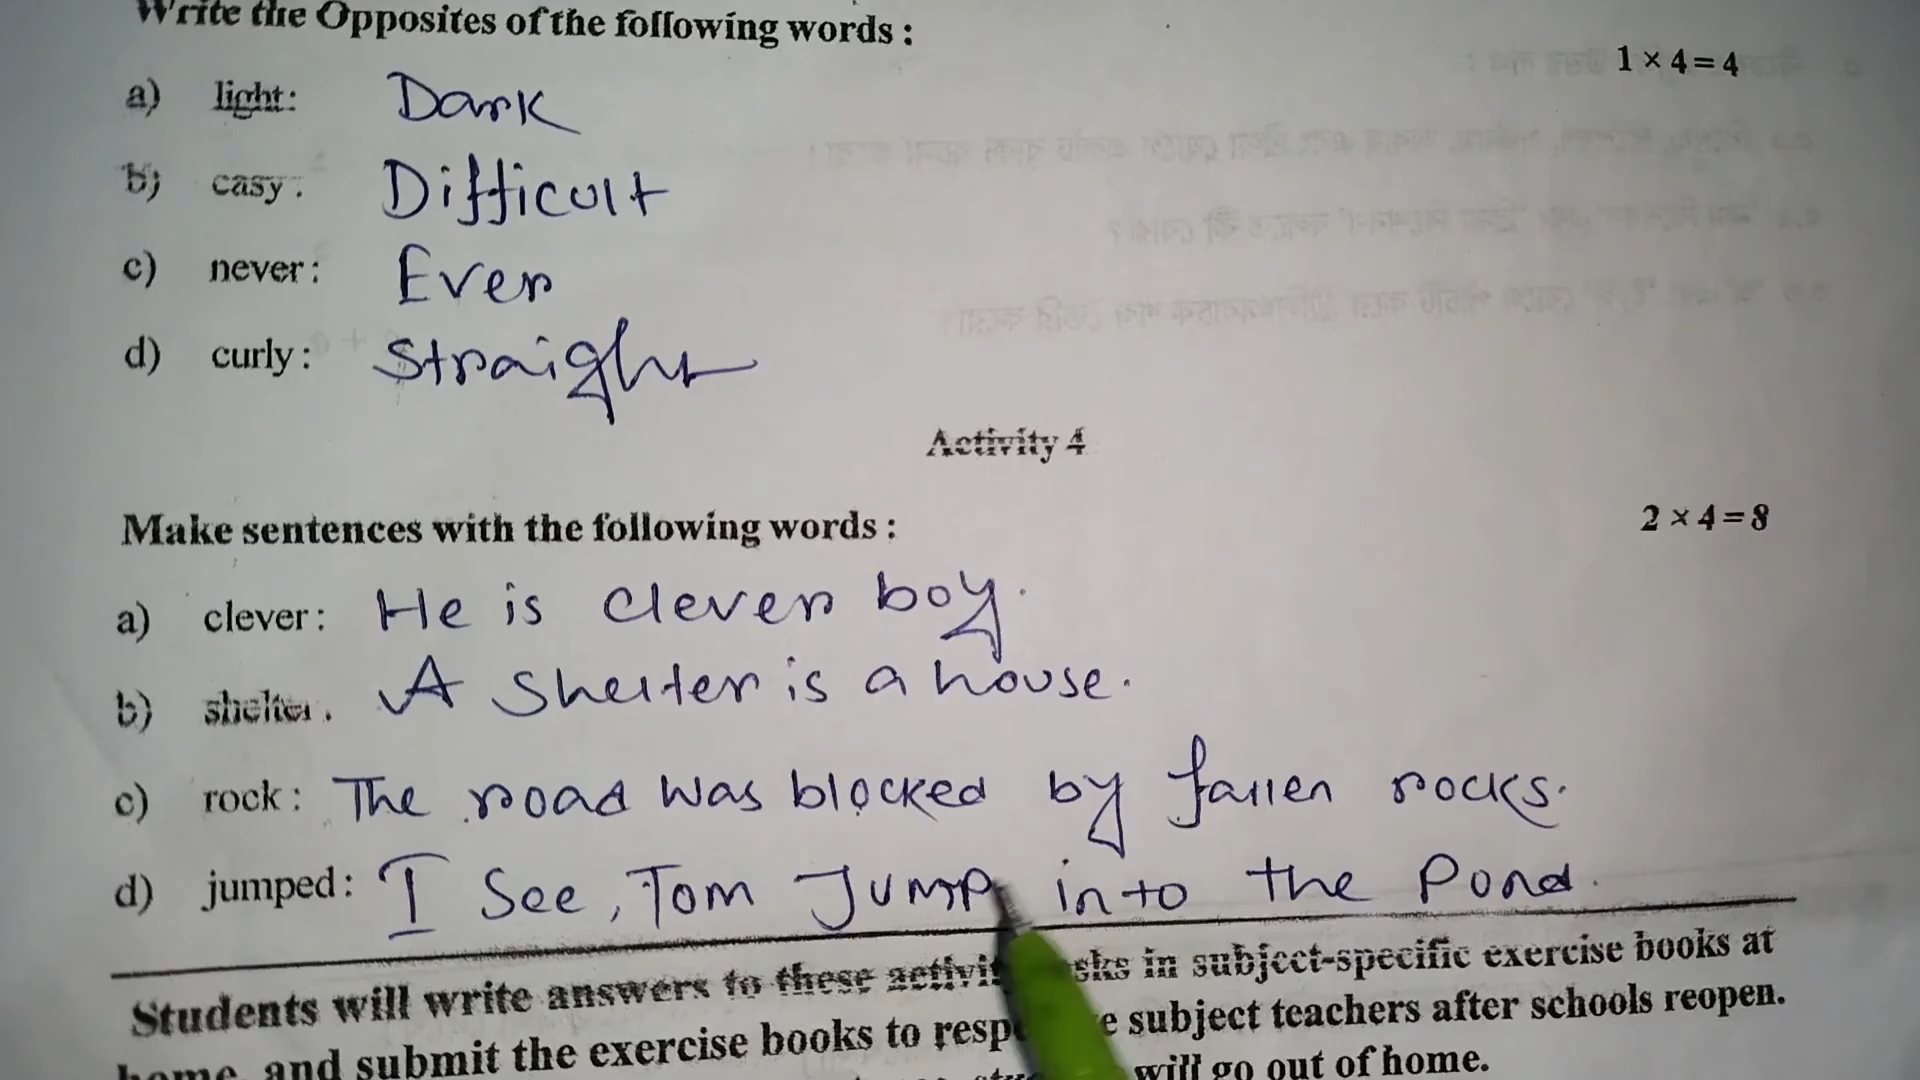 Write the Opposites of the following words :
1 × 4 = 4
a) light: Dark
b) easy: Difficult
c) never: Ever
d) curly: Straight
Activity 4
Make sentences with the following words :
2 × 4 = 8
a) clever: He is clever boy.
b) shelter: A Shelter is a house.
c) rock: The road was blocked by fallen rocks.
d) jumped: I See, Tom Jump into the Pond.
Students will write answers to these in subject-specific exercise books at
home, and submit the exercise books to subject teachers after schools reopen.
will go out of home.